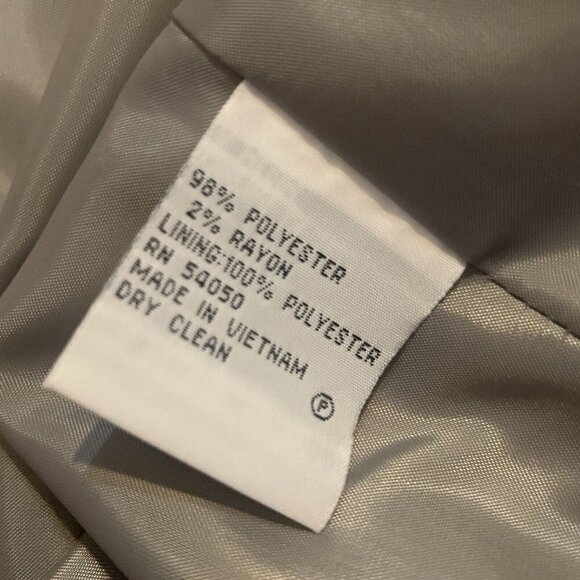 98% POLYESTER
2% RAYON
LINING:100% POLYESTER
RN 54050
MADE IN VIETNAM
DRY CLEAN
P